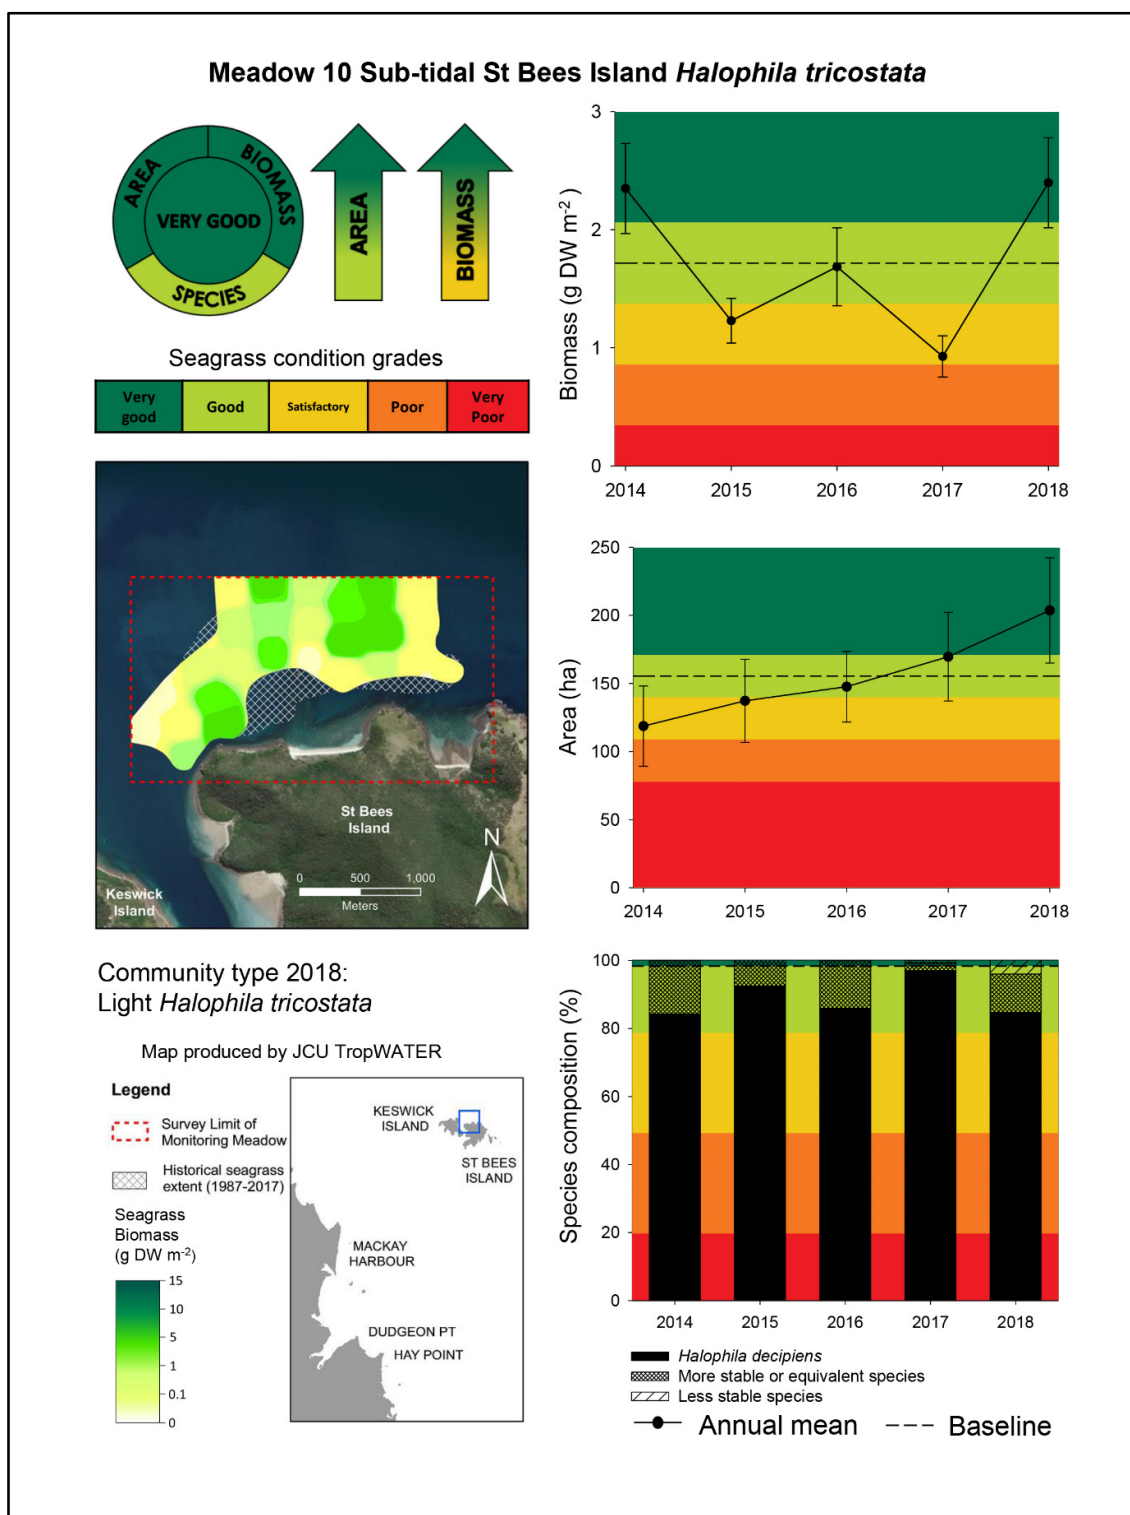 Meadow 10 Sub-tidal St Bees Island Halophila tricostata
AREA
BIOMASS
VERY GOOD
SPECIES
AREA
BIOMASS
Seagrass condition grades
Very good
Good
Satisfactory
Poor
Very Poor
St Bees
Island
N
0 500 1,000
Meters
Keswick
Island
Community type 2018:
Light Halophila tricostata
Map produced by JCU TropWATER
Legend
Survey Limit of
Monitoring Meadow
Historical seagrass
extent (1987-2017)
Seagrass
Biomass
(g DW m-2)
15
10
5
1
0.1
0
KESWICK
ISLAND
ST BEES
ISLAND
MACKAY
HARBOUR
DUDGEON PT
HAY POINT
Biomass (g DW m-2 )
3
2
1
0
2014 2015 2016 2017 2018
Area (ha)
250
200
150
100
50
0
2014 2015 2016 2017 2018
Species composition (%)
100
80
60
40
20
0
2014 2015 2016 2017 2018
Halophila decipiens
More stable or equivalent species
Less stable species
Annual mean
Baseline